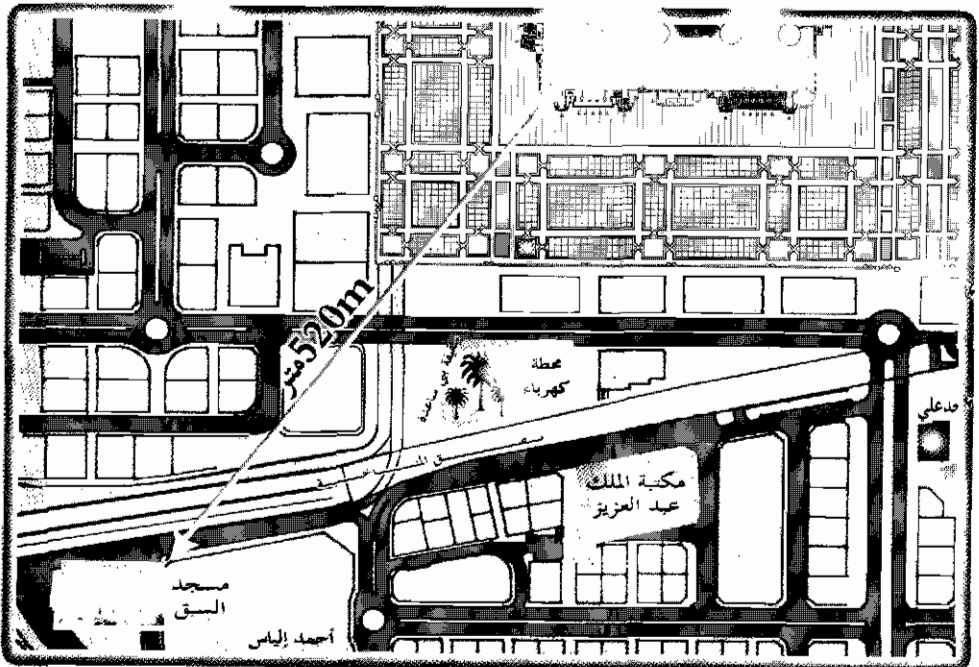 520m متر
محطة
كهرباء
مكتبة الملك
عبد العزيز
مسجد
السبق
أحمد إلياس